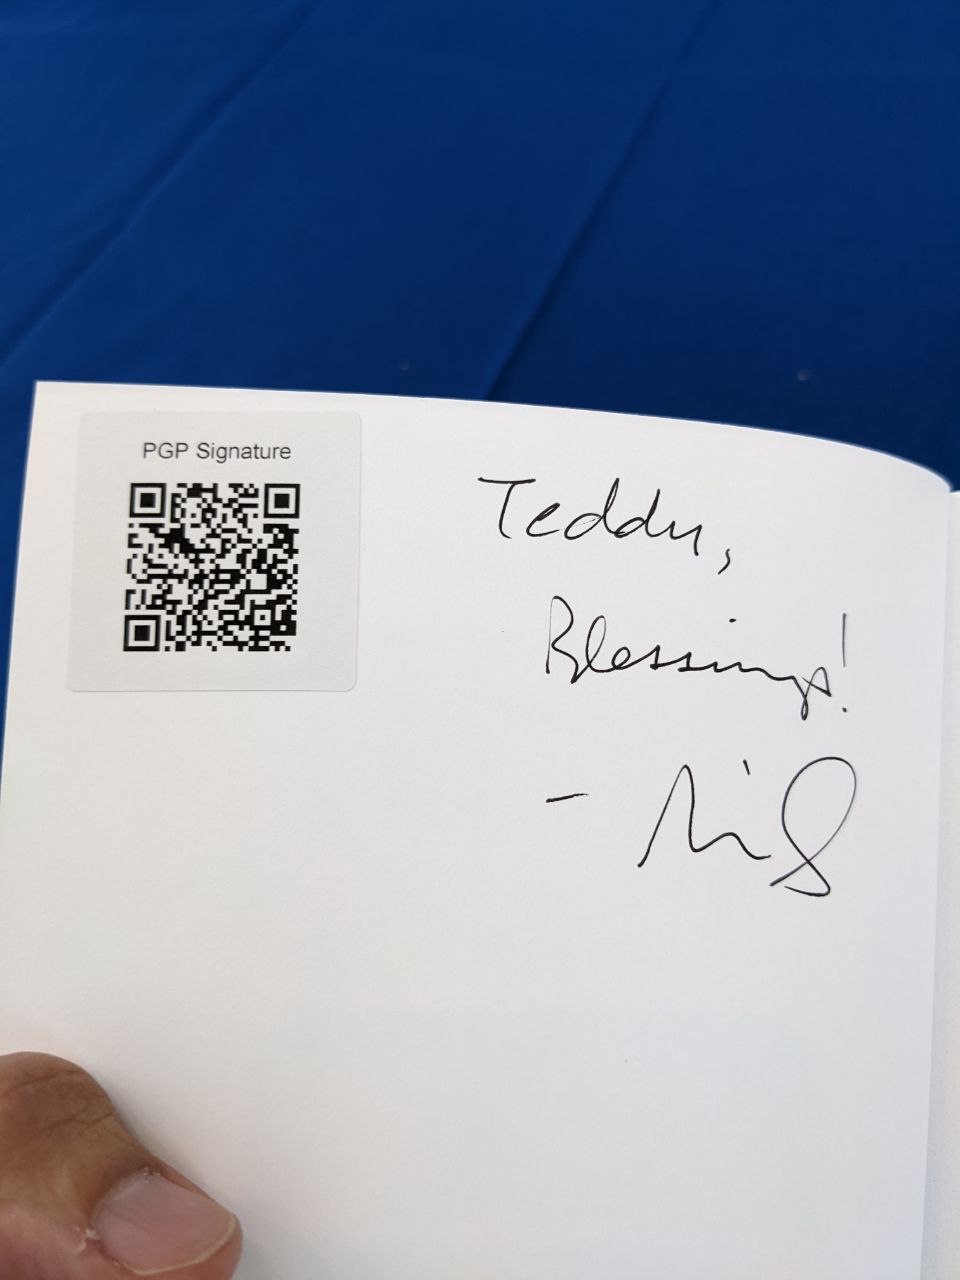 PGP Signature
Teddy,
Blessings!